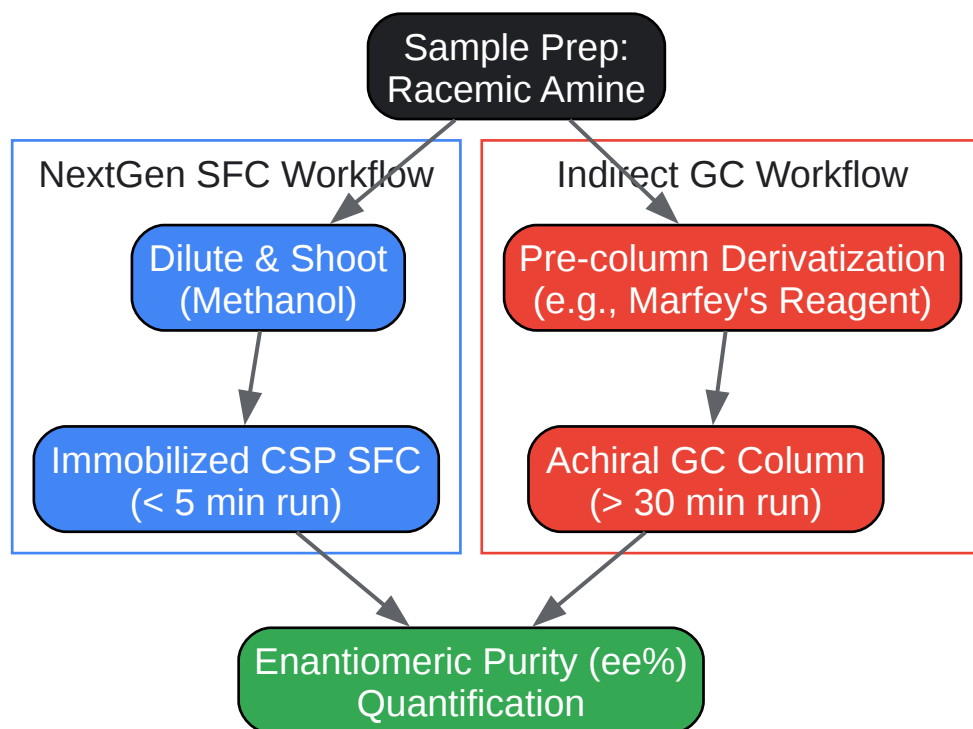 Sample Prep:
Racemic Amine
NextGen SFC Workflow
Indirect GC Workflow
Dilute & Shoot
(Methanol)
Pre-column Derivatization
(e.g., Marfey's Reagent)
Immobilized CSP SFC
(< 5 min run)
Achiral GC Column
(> 30 min run)
Enantiomeric Purity (ee%)
Quantification